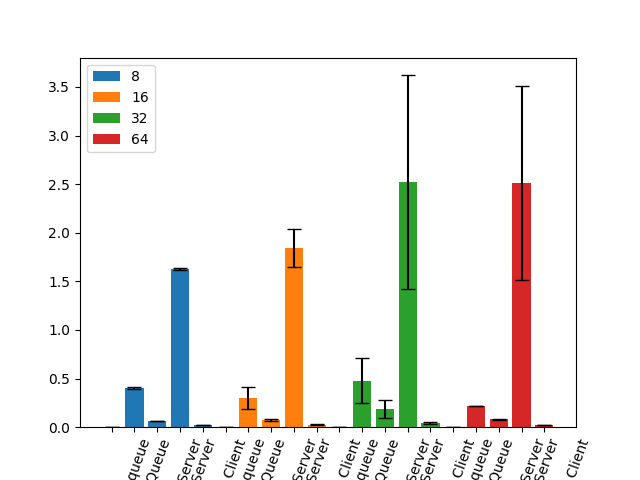 3.5
3.0
2.5
2.0
1.5
1.0
0.5
0.0
8
16
32
64
queue
Queue
Server
Server
Client
queue
Queue
Server
Server
Client
queue
Queue
Server
Server
Client
queue
Queue
Server
Server
Client